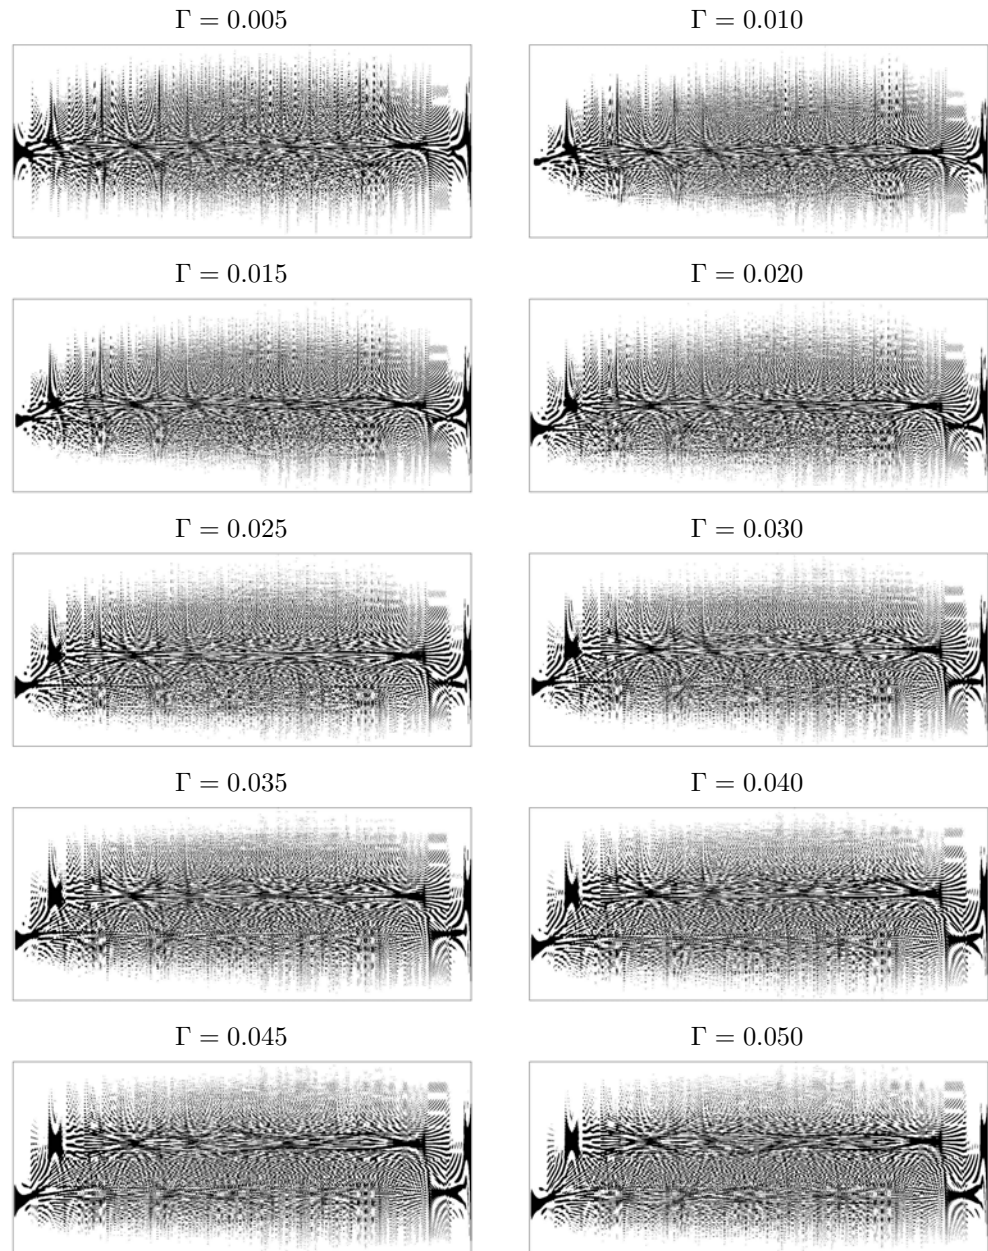 Γ = 0.005
Γ = 0.010
Γ = 0.015
Γ = 0.020
Γ = 0.025
Γ = 0.030
Γ = 0.035
Γ = 0.040
Γ = 0.045
Γ = 0.050